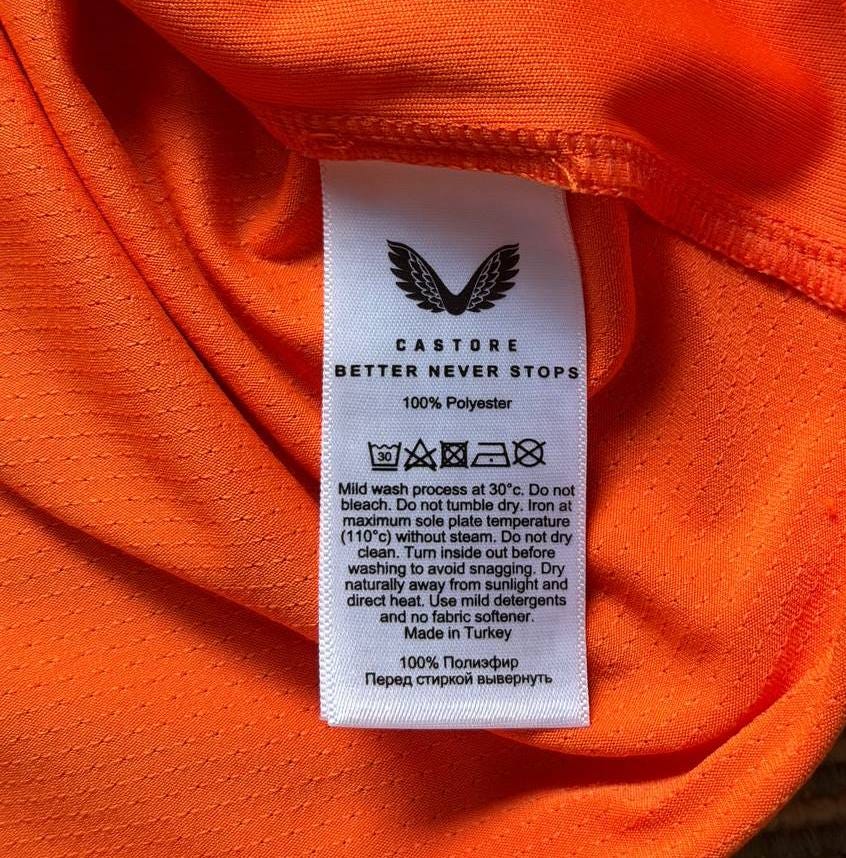 CASTORE
BETTER NEVER STOPS
100% Polyester
30
Mild wash process at 30°c. Do not
bleach. Do not tumble dry. Iron at
maximum sole plate temperature
(110°c) without steam. Do not dry
clean. Turn inside out before
washing to avoid snagging. Dry
naturally away from sunlight and
direct heat. Use mild detergents
and no fabric softener.
Made in Turkey
100% Полиэфир
Перед стиркой вывернуть